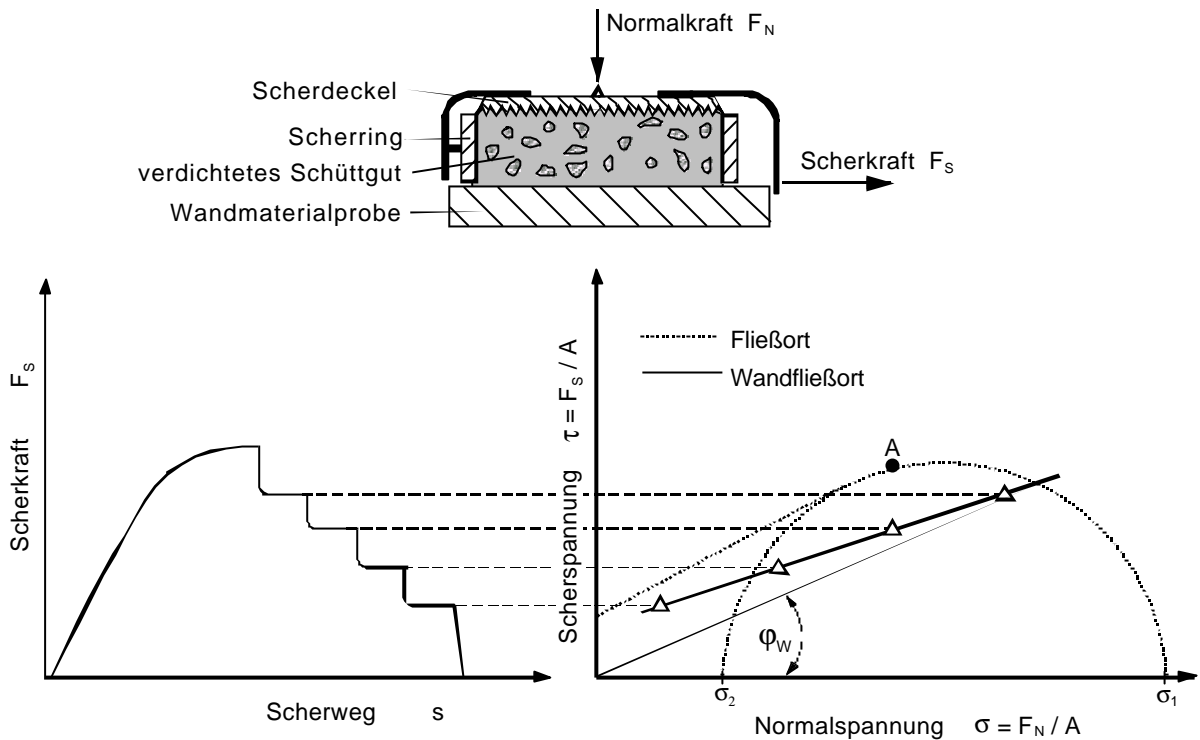 Normalkraft F_N
Scherdeckel
Scherring
verdichtetes Schüttgut
Wandmaterialprobe
Scherkraft F_S
Scherkraft F_S
Scherweg s
Scherspannung τ = F_S / A
Fließort
Wandfließort
A
φ_W
σ_2
σ_1
Normalspannung σ = F_N / A